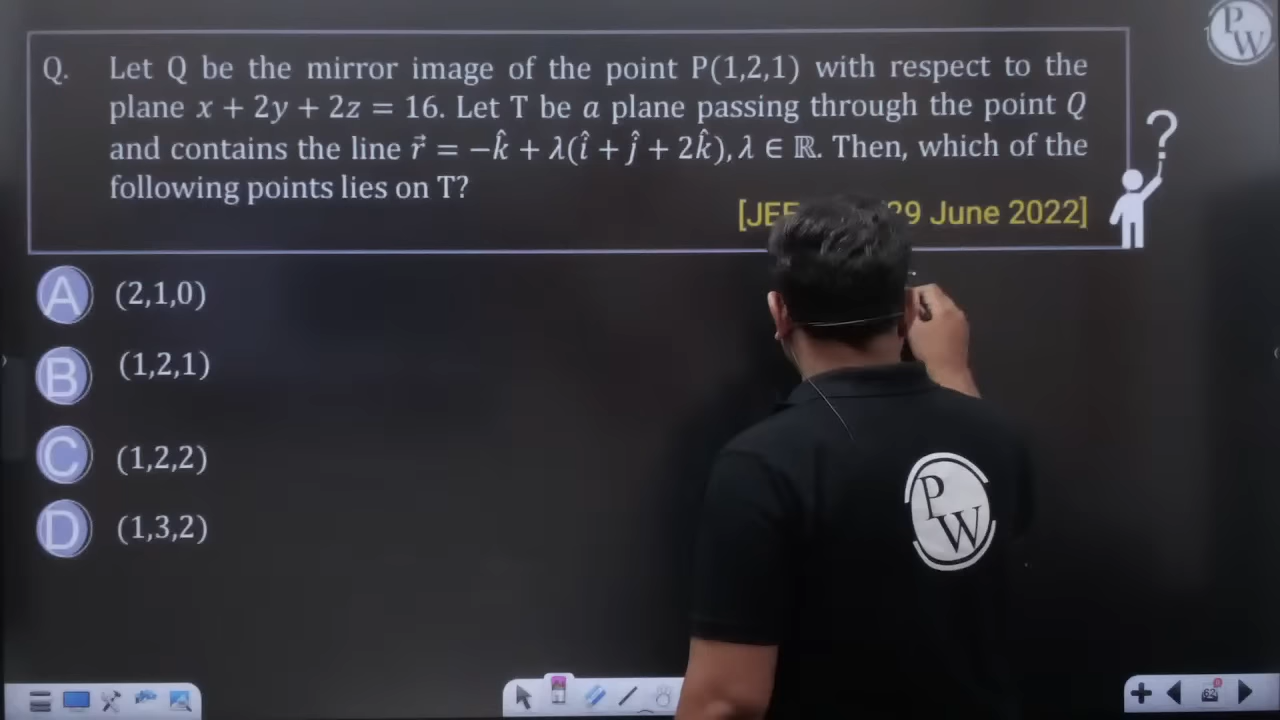 Q. Let Q be the mirror image of the point P(1,2,1) with respect to the
plane x + 2y + 2z = 16. Let T be a plane passing through the point Q
and contains the line r⃗ = −k̂ + λ(î + ĵ + 2k̂), λ ∈ ℝ. Then, which of the
following points lies on T?
29 June 2022]
A (2,1,0)
B (1,2,1)
C (1,2,2)
D (1,3,2)
?
PW
PW
62